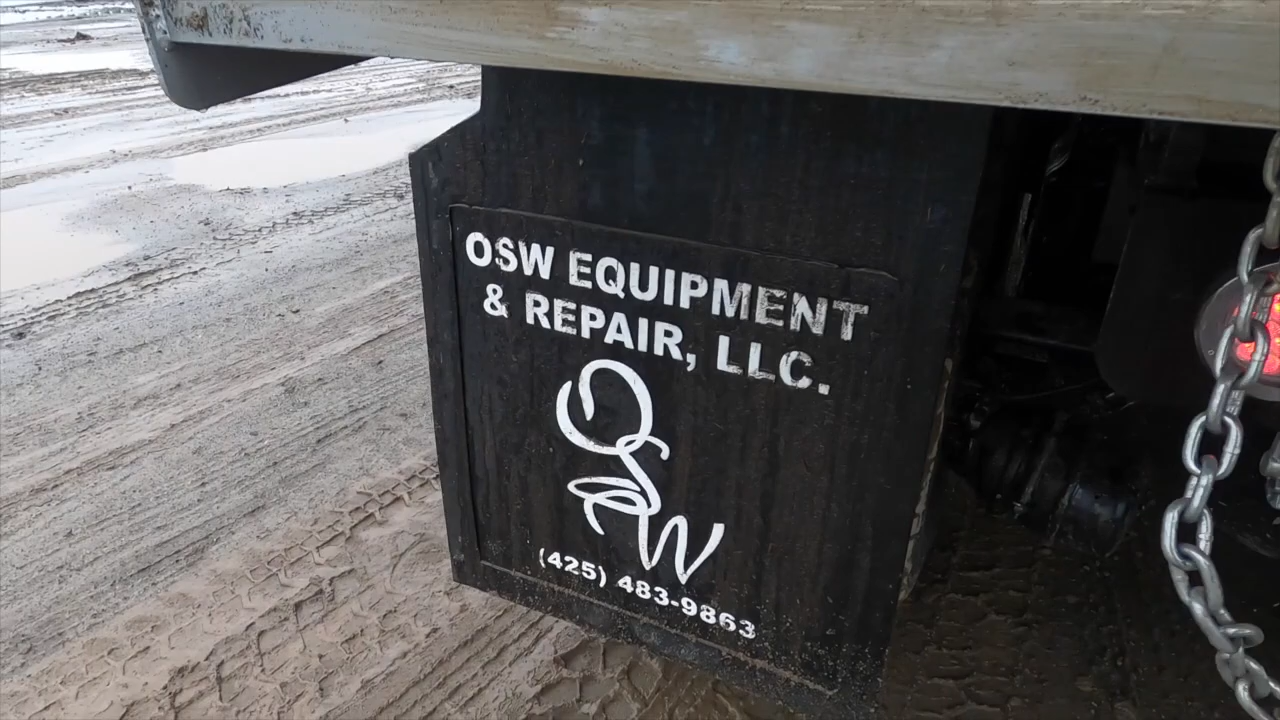 OSW EQUIPMENT
& REPAIR, LLC.
OSW
(425) 483-9863